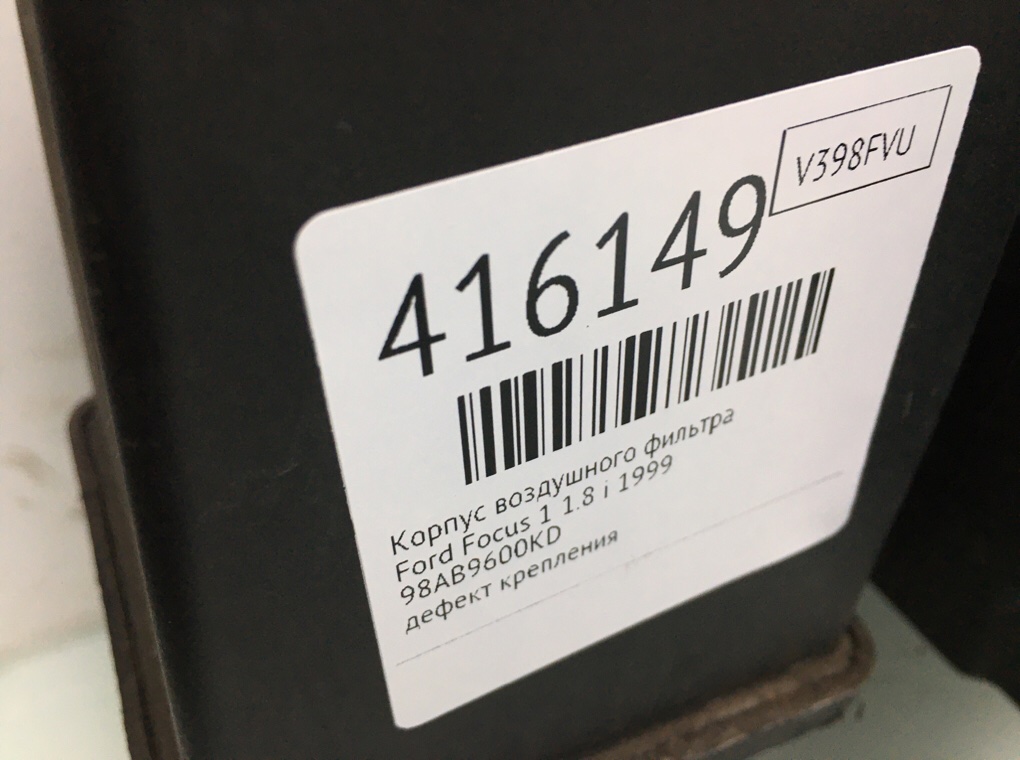 V398FVU
416149
Корпус воздушного фильтра
Ford Focus 1 1.8 i 1999
98AB9600KD
дефект крепления